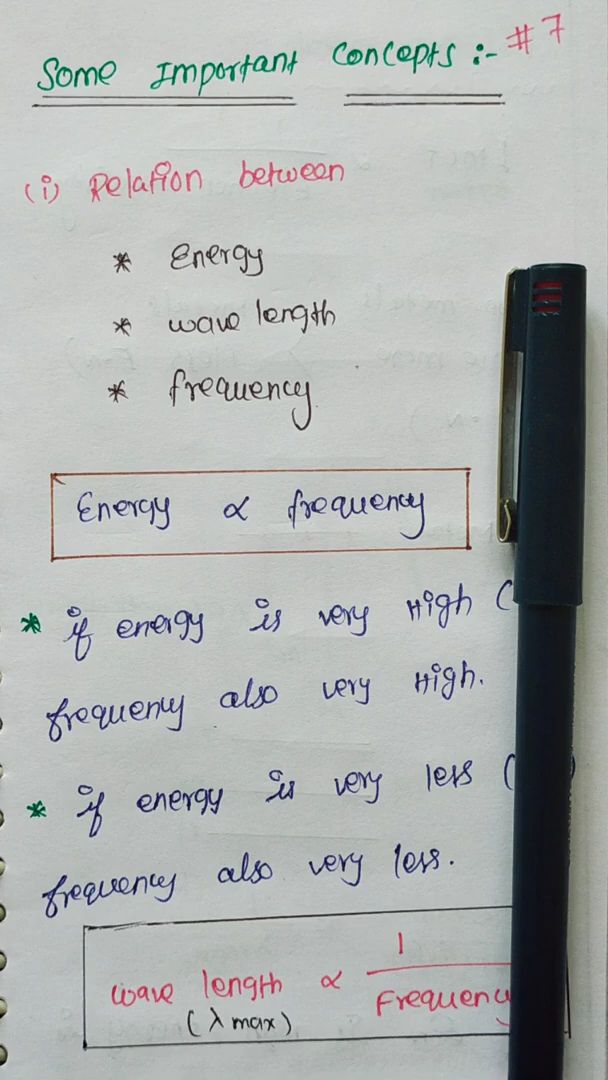 Some Important Concepts :- #7
(i) Relation between
* Energy
* wave length
* frequency
Energy ∝ frequency
* if energy is very High (
frequency also very High.
* if energy is very less (
frequency also very less.
wave length ∝ 1
Frequency
(λ max)